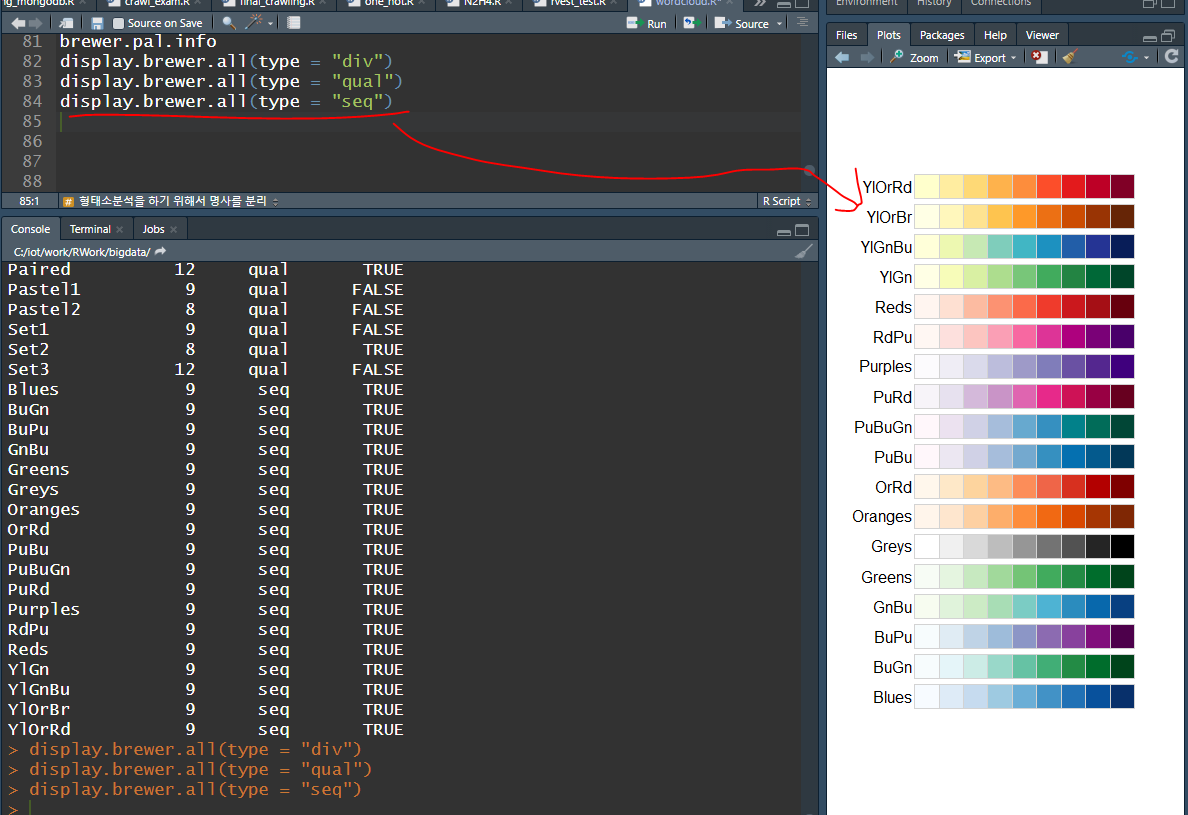 ng_mongodb.R × crawl_exam.R × final_crawling.R × one_hot.R × N2H4.R × rvest_test.R × wordcloud.R* ×
Source on Save Run Source
81 brewer.pal.info
82 display.brewer.all(type = "div")
83 display.brewer.all(type = "qual")
84 display.brewer.all(type = "seq")
85
86
87
88
85:1 # 형태소분석을 하기 위해서 명사를 분리 R Script
Console Terminal × Jobs ×
C:/iot/work/RWork/bigdata/
Paired 12 qual TRUE
Pastel1 9 qual FALSE
Pastel2 8 qual FALSE
Set1 9 qual FALSE
Set2 8 qual TRUE
Set3 12 qual FALSE
Blues 9 seq TRUE
BuGn 9 seq TRUE
BuPu 9 seq TRUE
GnBu 9 seq TRUE
Greens 9 seq TRUE
Greys 9 seq TRUE
Oranges 9 seq TRUE
OrRd 9 seq TRUE
PuBu 9 seq TRUE
PuBuGn 9 seq TRUE
PuRd 9 seq TRUE
Purples 9 seq TRUE
RdPu 9 seq TRUE
Reds 9 seq TRUE
YlGn 9 seq TRUE
YlGnBu 9 seq TRUE
YlOrBr 9 seq TRUE
YlOrRd 9 seq TRUE
> display.brewer.all(type = "div")
> display.brewer.all(type = "qual")
> display.brewer.all(type = "seq")
>
Environment History Connections
Files Plots Packages Help Viewer
Zoom Export
YlOrRd
YlOrBr
YlGnBu
YlGn
Reds
RdPu
Purples
PuRd
PuBuGn
PuBu
OrRd
Oranges
Greys
Greens
GnBu
BuPu
BuGn
Blues